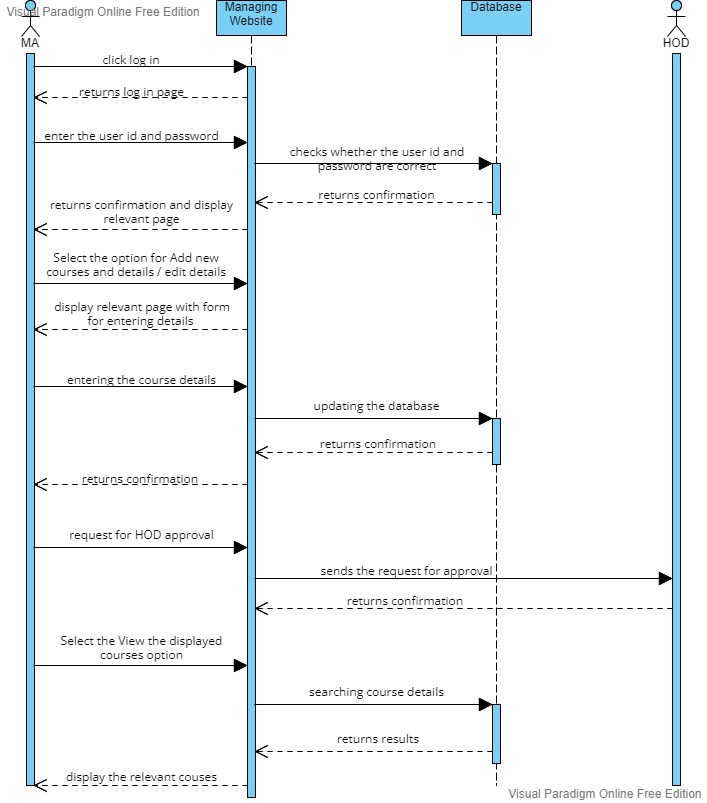 Visual Paradigm Online Free Edition
Managing
Website
Database
MA
HOD
click log in
returns log in page
enter the user id and password
checks whether the user id and
password are correct
returns confirmation
returns confirmation and display
relevant page
Select the option for Add new
courses and details / edit details
display relevant page with form
for entering details
entering the course details
updating the database
returns confirmation
returns confirmation
request for HOD approval
sends the request for approval
returns confirmation
Select the View the displayed
courses option
searching course details
returns results
display the relevant couses
Visual Paradigm Online Free Edition